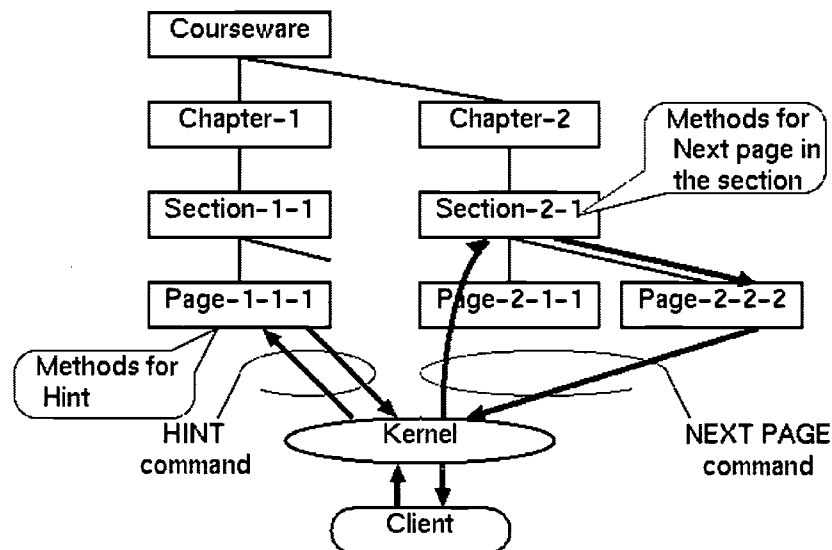 Courseware
Chapter-1
Chapter-2
Methods for
Next page in
the section
Section-1-1
Section-2-1
Page-1-1-1
Page-2-1-1
Page-2-2-2
Methods for
Hint
HINT
command
Kernel
NEXT PAGE
command
Client